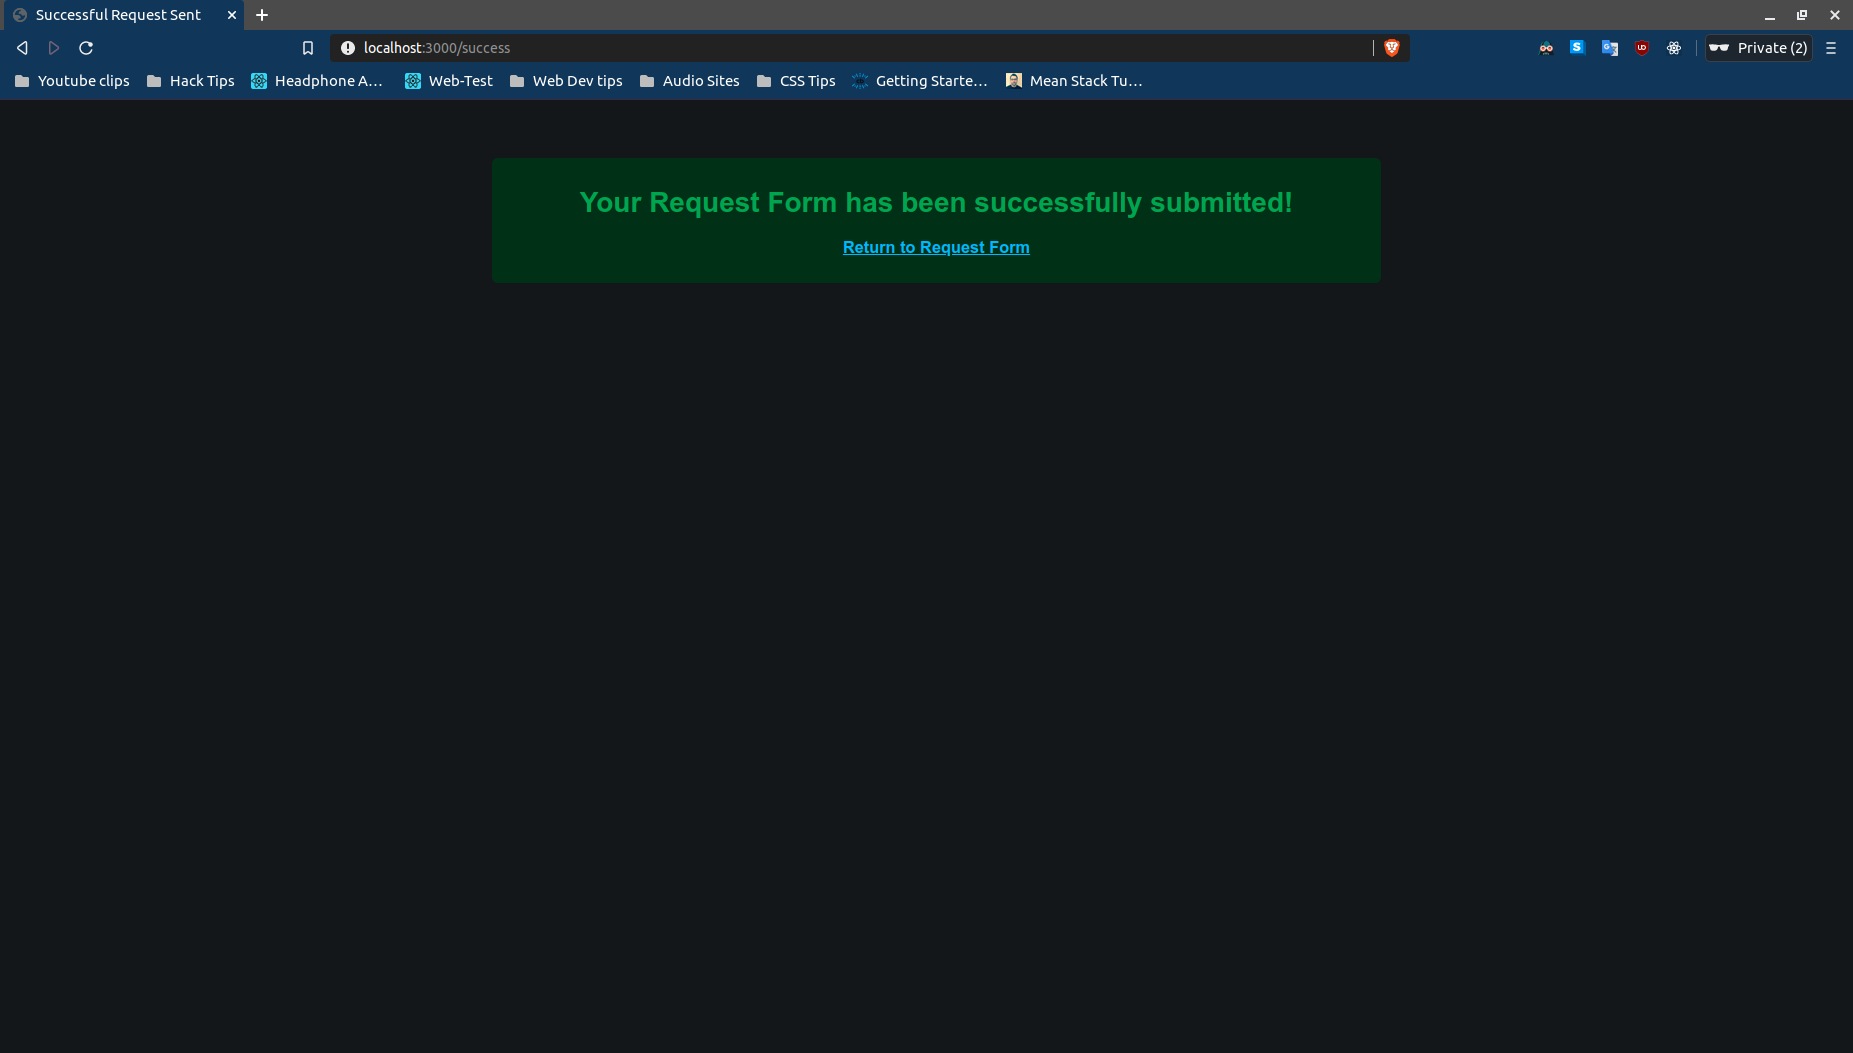 Successful Request Sent
localhost:3000/success
Private (2)
Youtube clips
Hack Tips
Headphone A...
Web-Test
Web Dev tips
Audio Sites
CSS Tips
Getting Starte...
Mean Stack Tu...
Your Request Form has been successfully submitted!
Return to Request Form